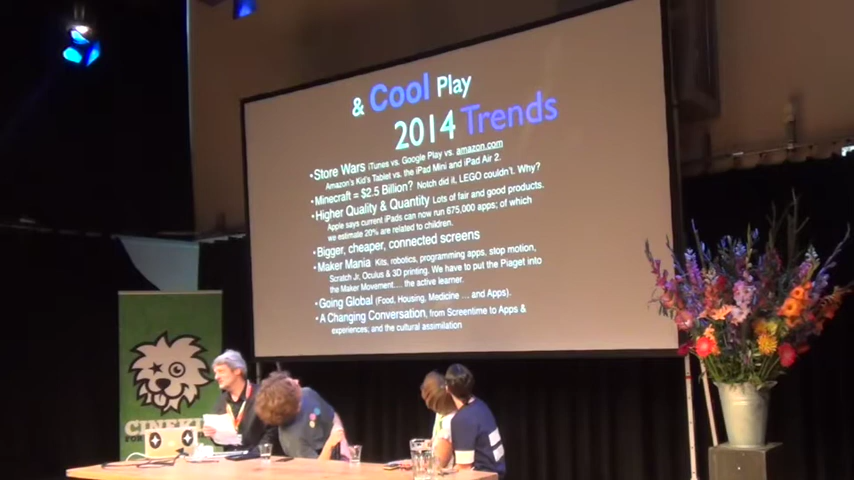 & Cool Play
2014 Trends
• Store Wars iTunes vs. Google Play vs. amazon.com
Amazon's Kid's Tablet vs. the iPad Mini and iPad Air 2.
• Minecraft = $2.5 Billion? Notch did it, LEGO couldn't. Why?
• Higher Quality & Quantity Lots of fair and good products.
Apple says current iPads can now run 675,000 apps; of which
we estimate 20% are related to children.
• Bigger, cheaper, connected screens
• Maker Mania Kits, robotics, programming apps, stop motion,
Scratch Jr, Oculus & 3D printing. We have to put the Piaget into
the Maker Movement.... the active learner.
• Going Global (Food, Housing, Medicine ... and Apps).
• A Changing Conversation, from Screentime to Apps &
experiences, and the cultural assimilation